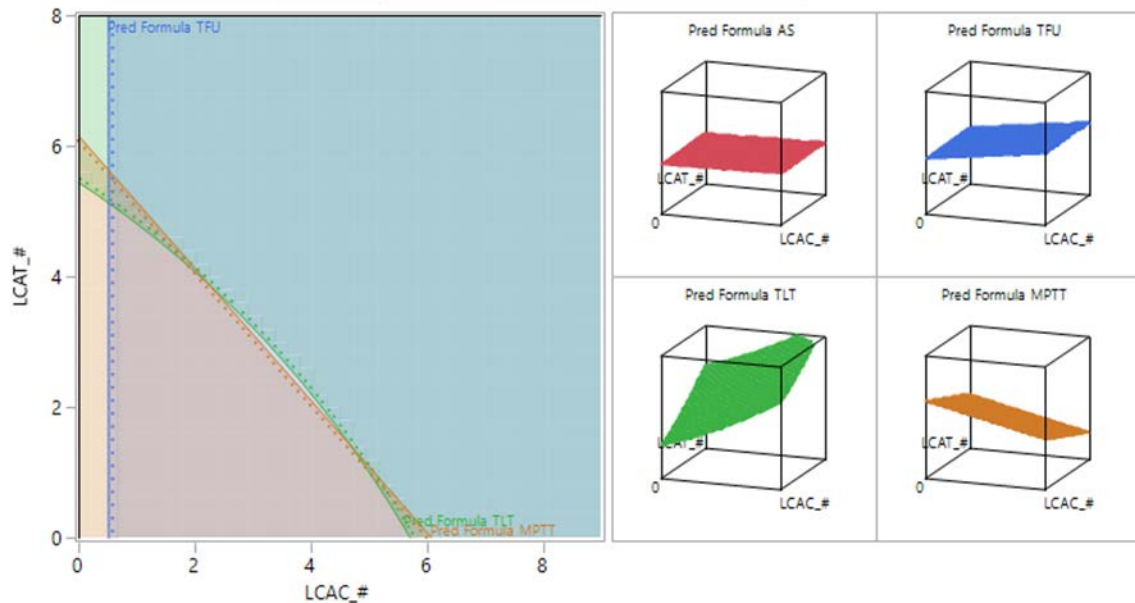 8
Pred Formula TFU
6
4
2
0
Pred Formula TLT
Pred Formula MPTT
0 2 4 6 8
LCAT_#
LCAC_#
Pred Formula AS
LCAT_#
0
LCAC_#
Pred Formula TFU
LCAT_#
0
LCAC_#
Pred Formula TLT
LCAT_#
0
LCAC_#
Pred Formula MPTT
LCAT_#
0
LCAC_#